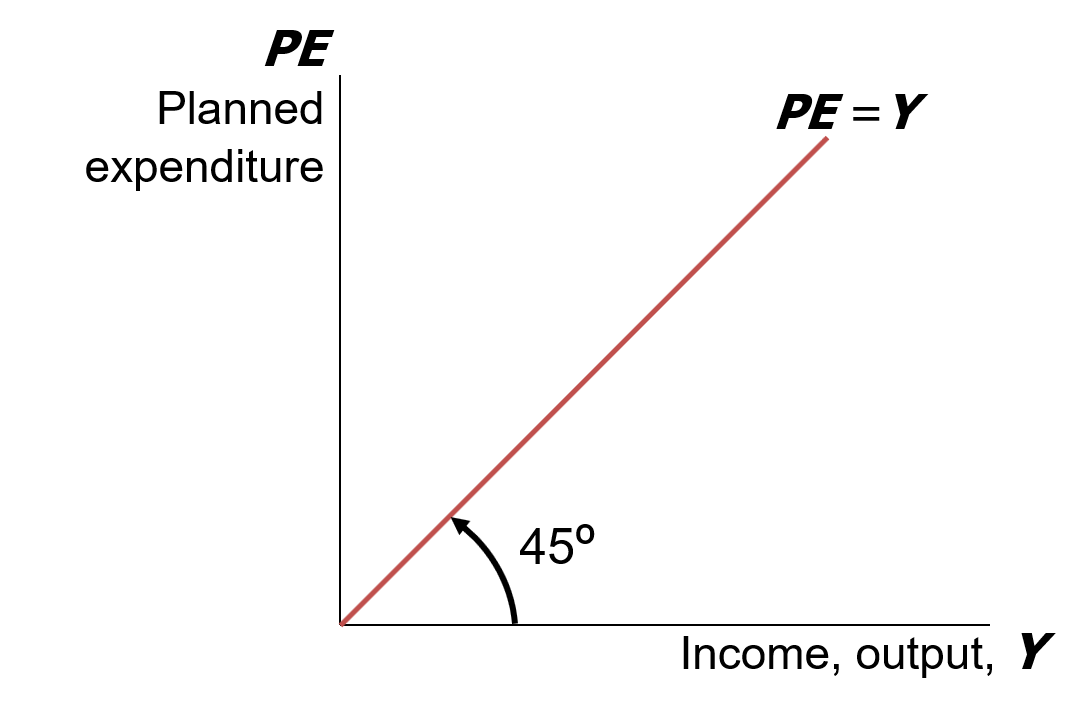 PE
Planned
expenditure
PE = Y
45º
Income, output, Y